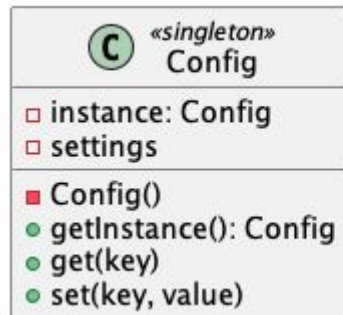 C
«singleton»
Config
instance: Config
settings
Config()
getInstance(): Config
get(key)
set(key, value)